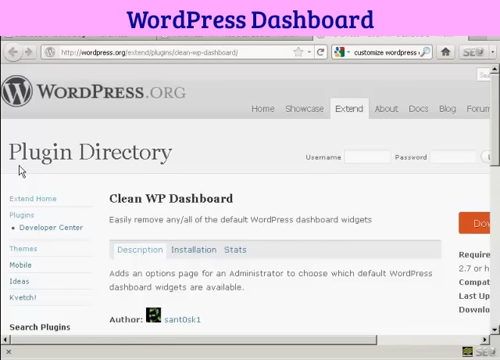 WordPress Dashboard
http://wordpress.org/extend/plugins/clean-wp-dashboard/
customize wordpress
SEO
WORDPRESS.ORG
Home Showcase Extend About Docs Blog Forum
Plugin Directory
Username Password
Extend Home
Plugins
Developer Center
Themes
Mobile
Ideas
Kvetch!
Search Plugins
Clean WP Dashboard
Easily remove any/all of the default WordPress dashboard widgets
Description Installation Stats
Adds an options page for an Administrator to choose which default WordPress
dashboard widgets are available.
Author: sant0sk1
Dow
Require
2.7 or h
Compat
Last Up
Downlo